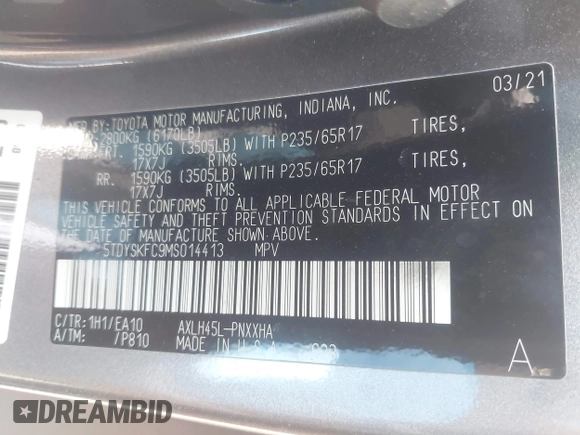 03/21
MFD BY: TOYOTA MOTOR MANUFACTURING, INDIANA, INC.
2800KG (6170LB)
FRT. 1590KG (3505LB) WITH P235/65R17 TIRES,
17X7J RIMS.
RR. 1590KG (3505LB) WITH P235/65R17 TIRES,
17X7J RIMS.
THIS VEHICLE CONFORMS TO ALL APPLICABLE FEDERAL MOTOR
VEHICLE SAFETY AND THEFT PREVENTION STANDARDS IN EFFECT ON
THE DATE OF MANUFACTURE SHOWN ABOVE.
5TDYSKFC9MS014413 MPV
C/TR: 1H1/EA10 AXLH45L-PNXXHA
A/TM: /P810 MADE IN U.S.A.
A
DREAMBID